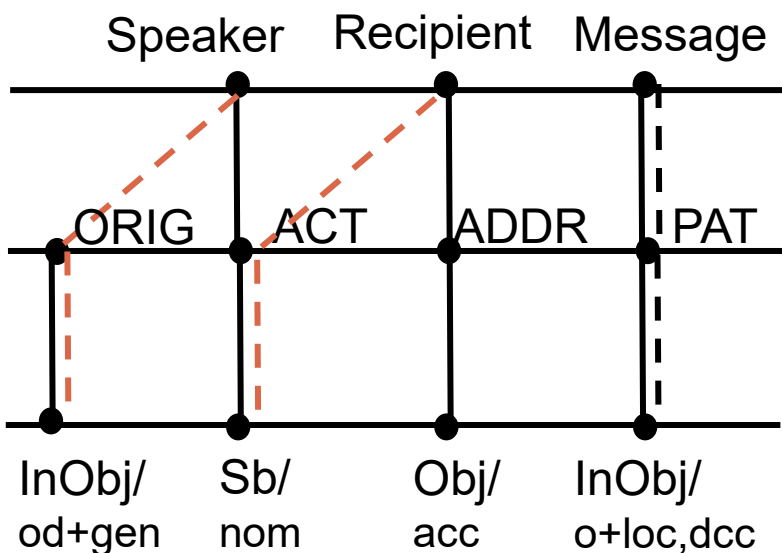 Speaker Recipient Message
ORIG ACT ADDR PAT
InObj/ Sb/ Obj/ InObj/
od+gen nom acc o+loc,dcc